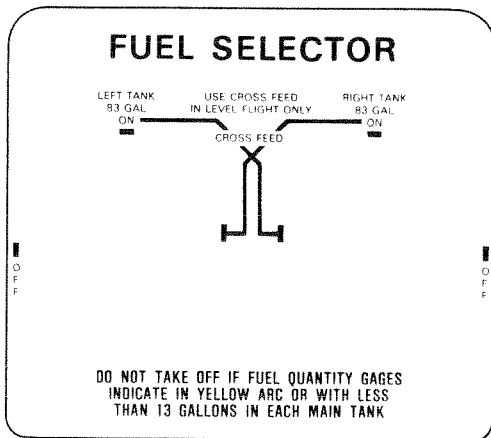 FUEL SELECTOR
LEFT TANK
83 GAL
ON
USE CROSS FEED
IN LEVEL FLIGHT ONLY
RIGHT TANK
83 GAL
ON
CROSS FEED
OFF
OFF
DO NOT TAKE OFF IF FUEL QUANTITY GAGES
INDICATE IN YELLOW ARC OR WITH LESS
THAN 13 GALLONS IN EACH MAIN TANK